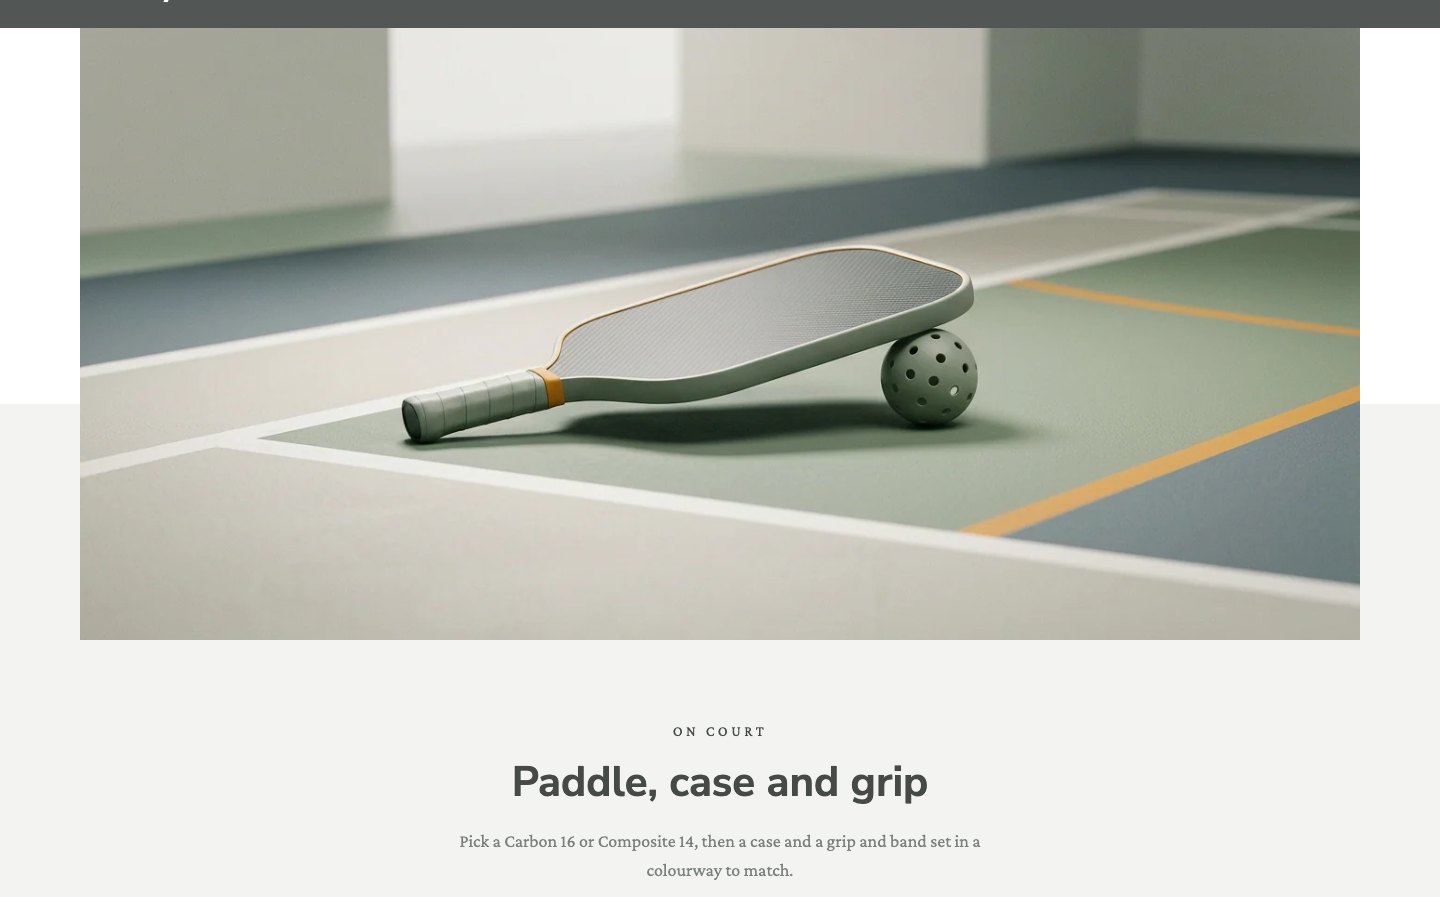 ON COURT
Paddle, case and grip
Pick a Carbon 16 or Composite 14, then a case and a grip and band set in a
colourway to match.